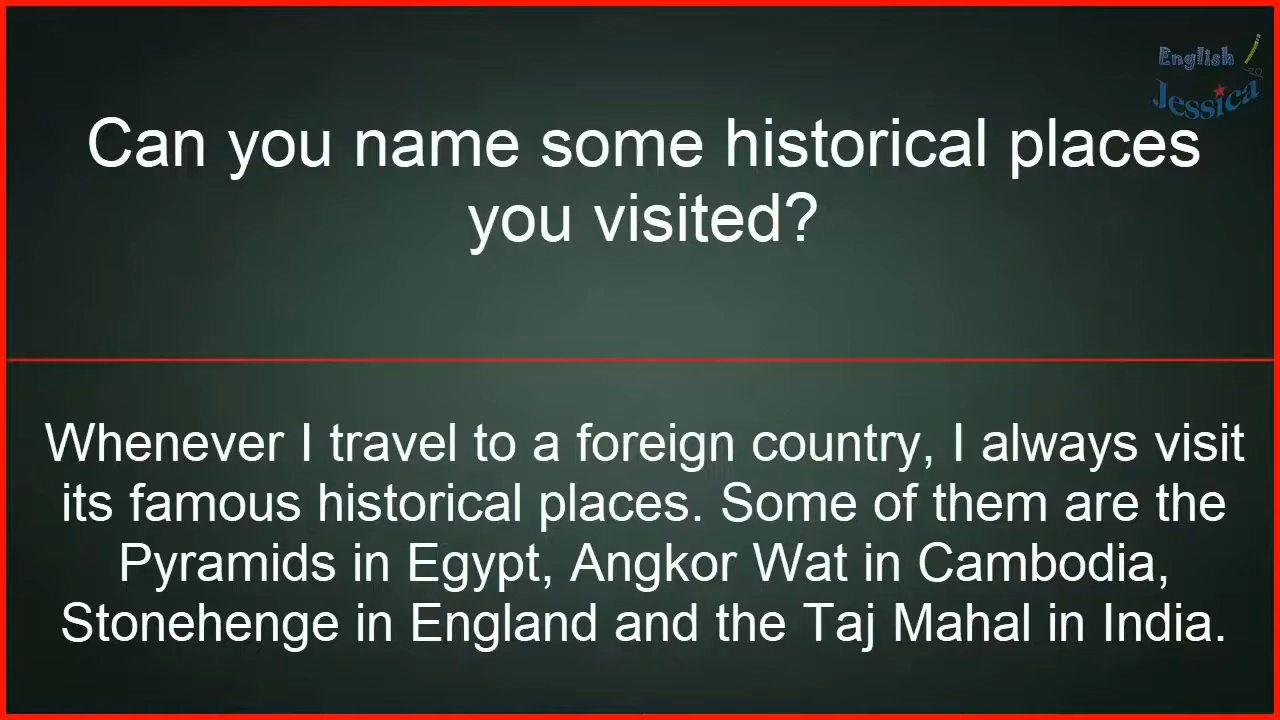 English
Jessica
Can you name some historical places
you visited?
Whenever I travel to a foreign country, I always visit
its famous historical places. Some of them are the
Pyramids in Egypt, Angkor Wat in Cambodia,
Stonehenge in England and the Taj Mahal in India.